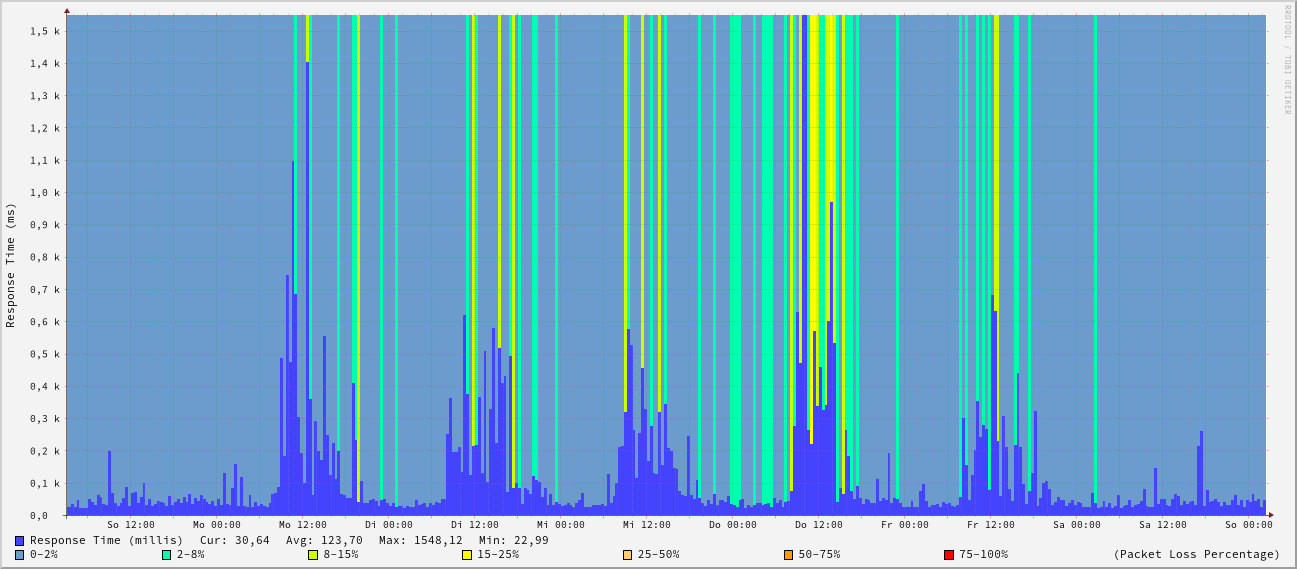 RRDTOOL / TOBI OETIKER
Response Time (ms)
1,5 k
1,4 k
1,3 k
1,2 k
1,1 k
1,0 k
0,9 k
0,8 k
0,7 k
0,6 k
0,5 k
0,4 k
0,3 k
0,2 k
0,1 k
0,0
So 12:00 Mo 00:00 Mo 12:00 Di 00:00 Di 12:00 Mi 00:00 Mi 12:00 Do 00:00 Do 12:00 Fr 00:00 Fr 12:00 Sa 00:00 Sa 12:00 So 00:00
Response Time (millis) Cur: 30,64 Avg: 123,70 Max: 1548,12 Min: 22,99
0-2% 2-8% 8-15% 15-25% 25-50% 50-75% 75-100% (Packet Loss Percentage)